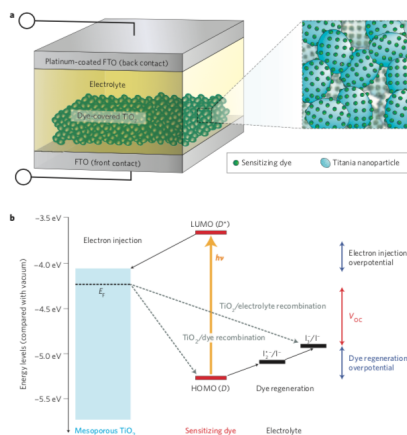 a
Platinum-coated FTO (back contact)
Electrolyte
Dye-covered TiO₂
FTO (front contact)
Sensitizing dye
Titania nanoparticle
b
Energy levels (compared with vacuum)
−3.5 eV
−4.0 eV
−4.5 eV
−5.0 eV
−5.5 eV
Electron injection
LUMO (D*)
hν
E_F
TiO₂/electrolyte recombination
TiO₂/dye recombination
I₃⁻/I⁻
I₂⁻·/I⁻
HOMO (D)
Dye regeneration
Electron injection
overpotential
V_OC
Dye regeneration
overpotential
Mesoporous TiO₂
Sensitizing dye
Electrolyte